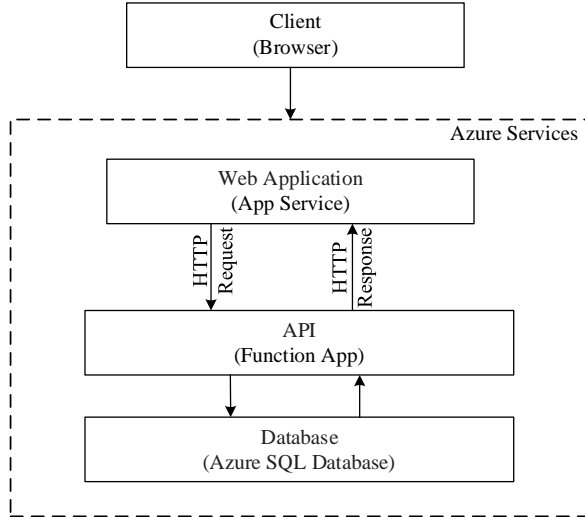 Client
(Browser)
Azure Services
Web Application
(App Service)
HTTP
Request
HTTP
Response
API
(Function App)
Database
(Azure SQL Database)